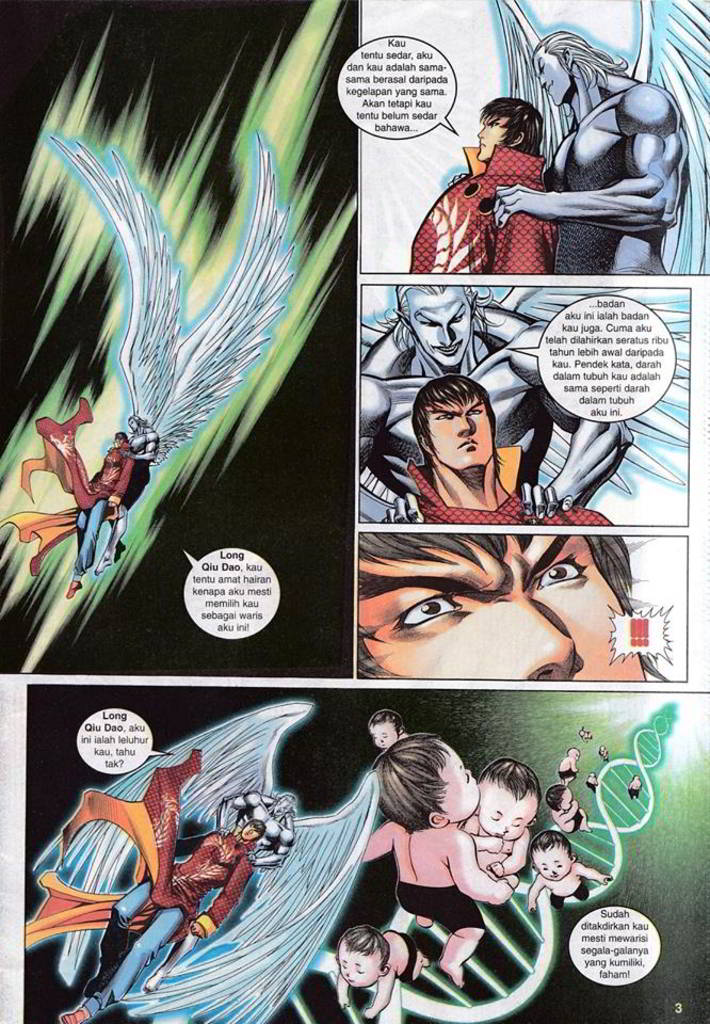 Long
Qiu Dao, kau
tentu amat hairan
kenapa aku mesti
memilih kau
sebagai waris
aku ini!
Kau
tentu sedar, aku
dan kau adalah sama-
sama berasal daripada
kegelapan yang sama.
Akan tetapi kau
tentu belum sedar
bahawa...
...badan
aku ini ialah badan
kau juga. Cuma aku
telah dilahirkan seratus ribu
tahun lebih awal daripada
kau. Pendek kata, darah
dalam tubuh kau adalah
sama seperti darah
dalam tubuh
aku ini.
!!!
Long
Qiu Dao, aku
ini ialah leluhur
kau, tahu
tak?
Sudah
ditakdirkan kau
mesti mewarisi
segala-galanya
yang kumiliki,
faham!
3